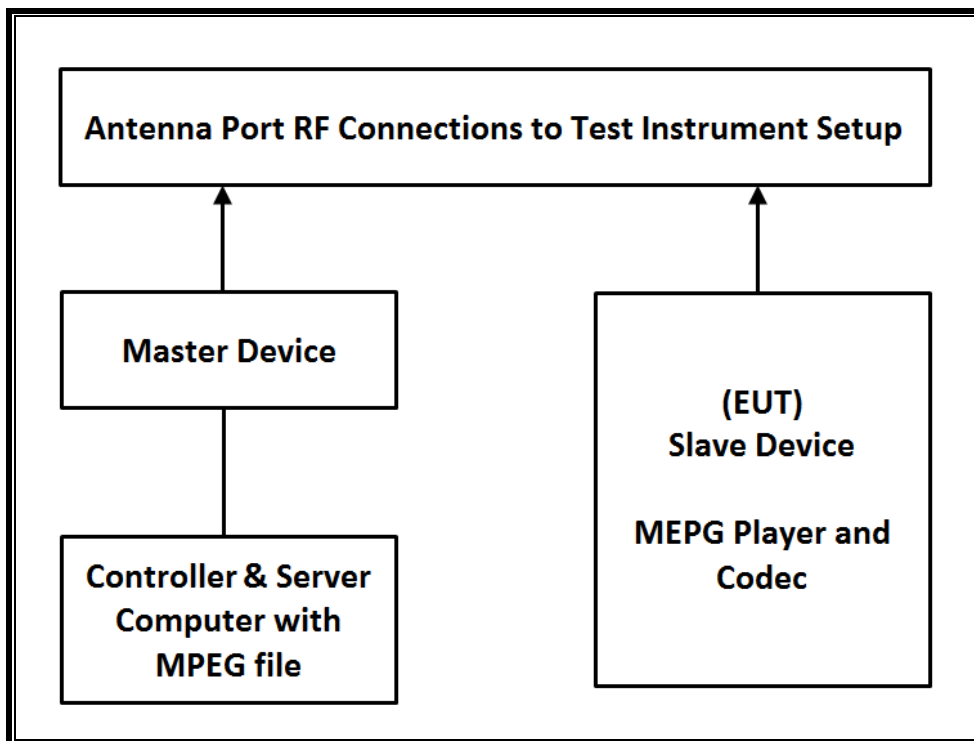 Antenna Port RF Connections to Test Instrument Setup
Master Device
Controller & Server
Computer with
MPEG file
(EUT)
Slave Device
MEPG Player and
Codec